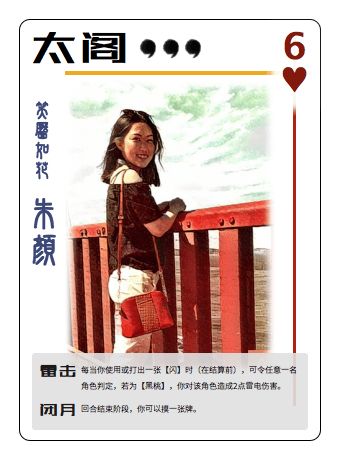 太阁
6
笑靥如花
朱颜
雷击 每当你使用或打出一张【闪】时（在结算前），可令任意一名
角色判定，若为【黑桃】，你对该角色造成2点雷电伤害。
闭月 回合结束阶段，你可以摸一张牌。